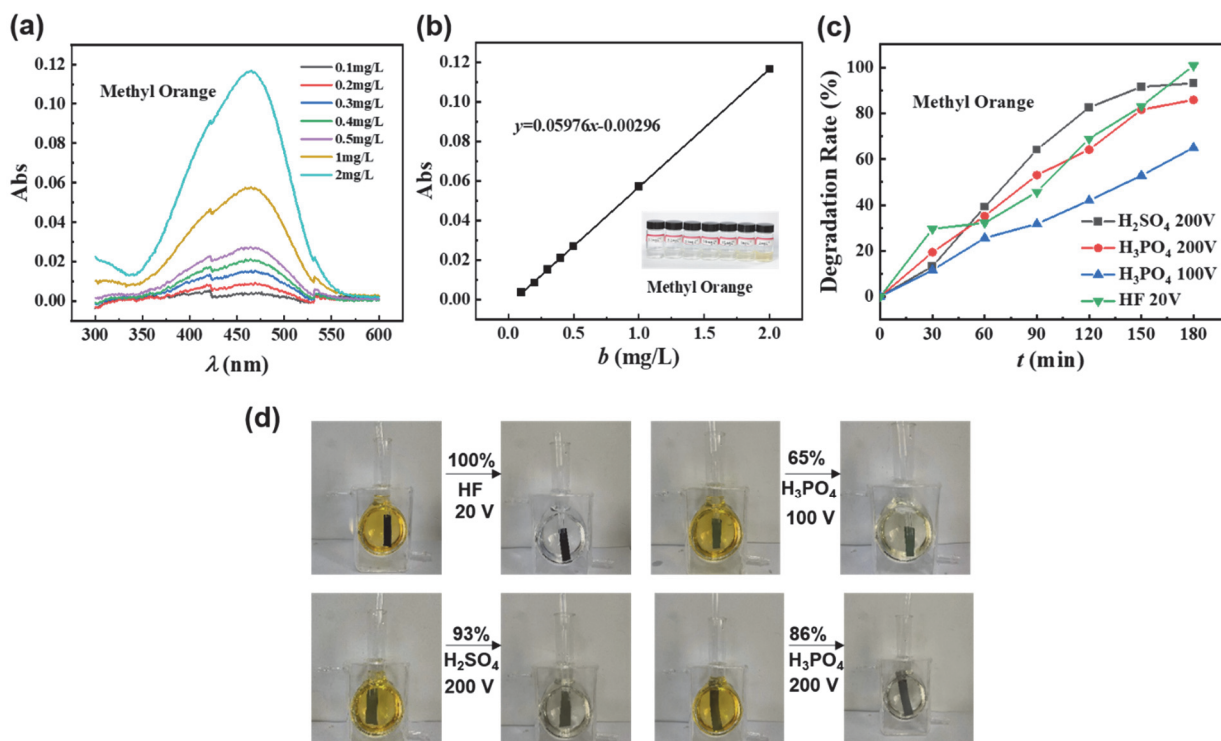 (a)
0.12
0.10
0.08
0.06
0.04
0.02
0.00
Abs
Methyl Orange
0.1mg/L
0.2mg/L
0.3mg/L
0.4mg/L
0.5mg/L
1mg/L
2mg/L
300 350 400 450 500 550 600
λ (nm)
(b)
0.12
0.10
0.08
0.06
0.04
0.02
0.00
Abs
y=0.05976x-0.00296
Methyl Orange
0.0 0.5 1.0 1.5 2.0
b (mg/L)
(c)
100
80
60
40
20
0
Degradation Rate (%)
Methyl Orange
H₂SO₄ 200V
H₃PO₄ 200V
H₃PO₄ 100V
HF 20V
0 30 60 90 120 150 180
t (min)
(d)
100%
HF
20 V
65%
H₃PO₄
100 V
93%
H₂SO₄
200 V
86%
H₃PO₄
200 V